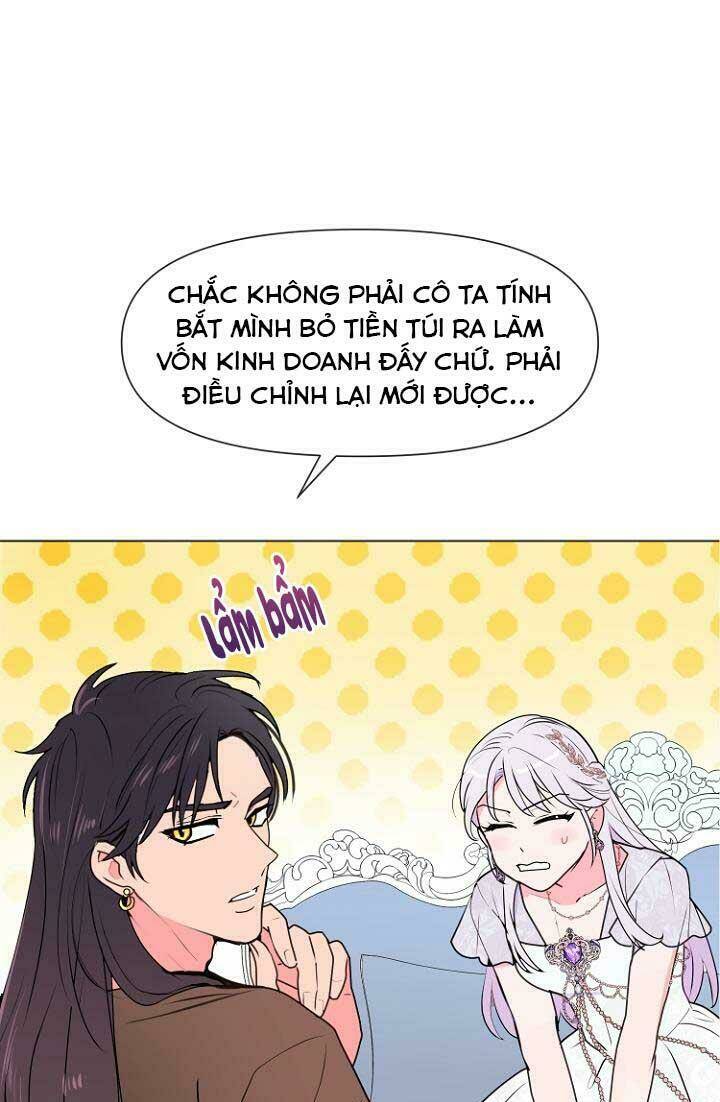 CHẮC KHÔNG PHẢI CÔ TA TÍNH
BẮT MÌNH BỎ TIỀN TÚI RA LÀM
VỐN KINH DOANH ĐẤY CHỨ. PHẢI
ĐIỀU CHỈNH LẠI MỚI ĐƯỢC...
lẩm bẩm